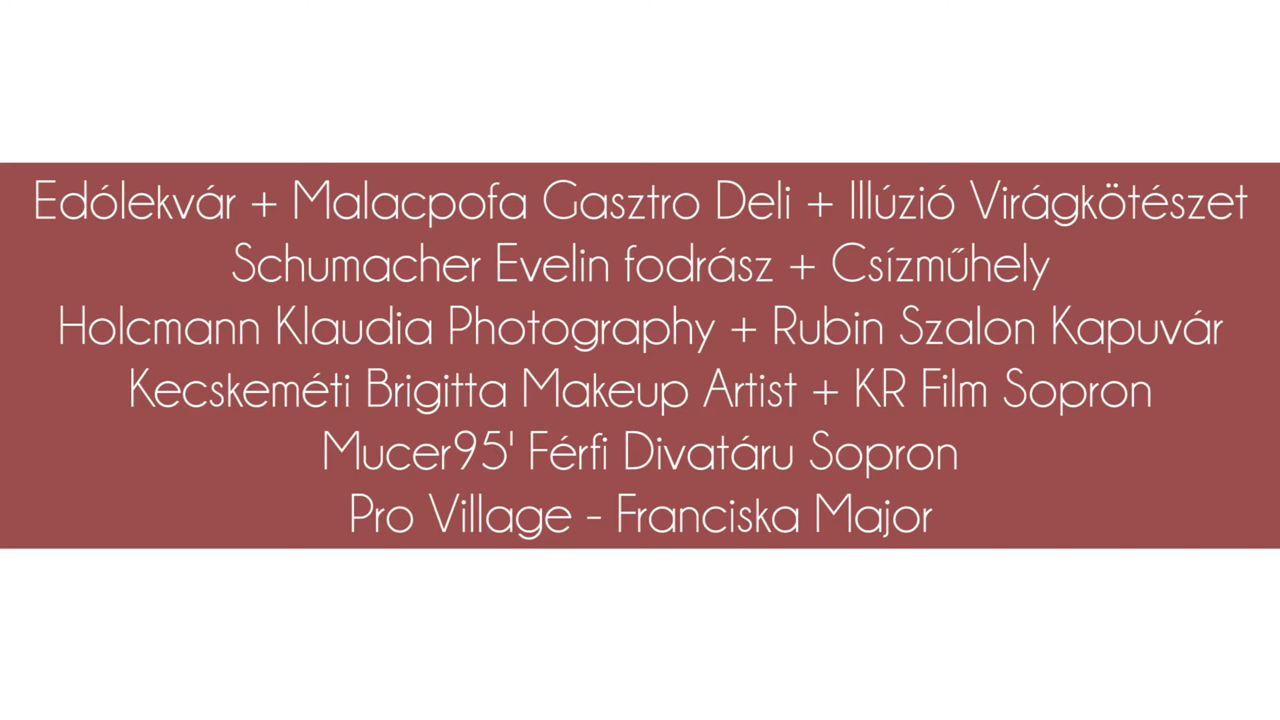 Edólekvár + Malacpofa Gasztro Deli + Illúzió Virágkötészet
Schumacher Evelin fodrász + Csízműhely
Holcmann Klaudia Photography + Rubin Szalon Kapuvár
Kecskeméti Brigitta Makeup Artist + KR Film Sopron
Mucer95' Férfi Divatáru Sopron
Pro Village - Franciska Major